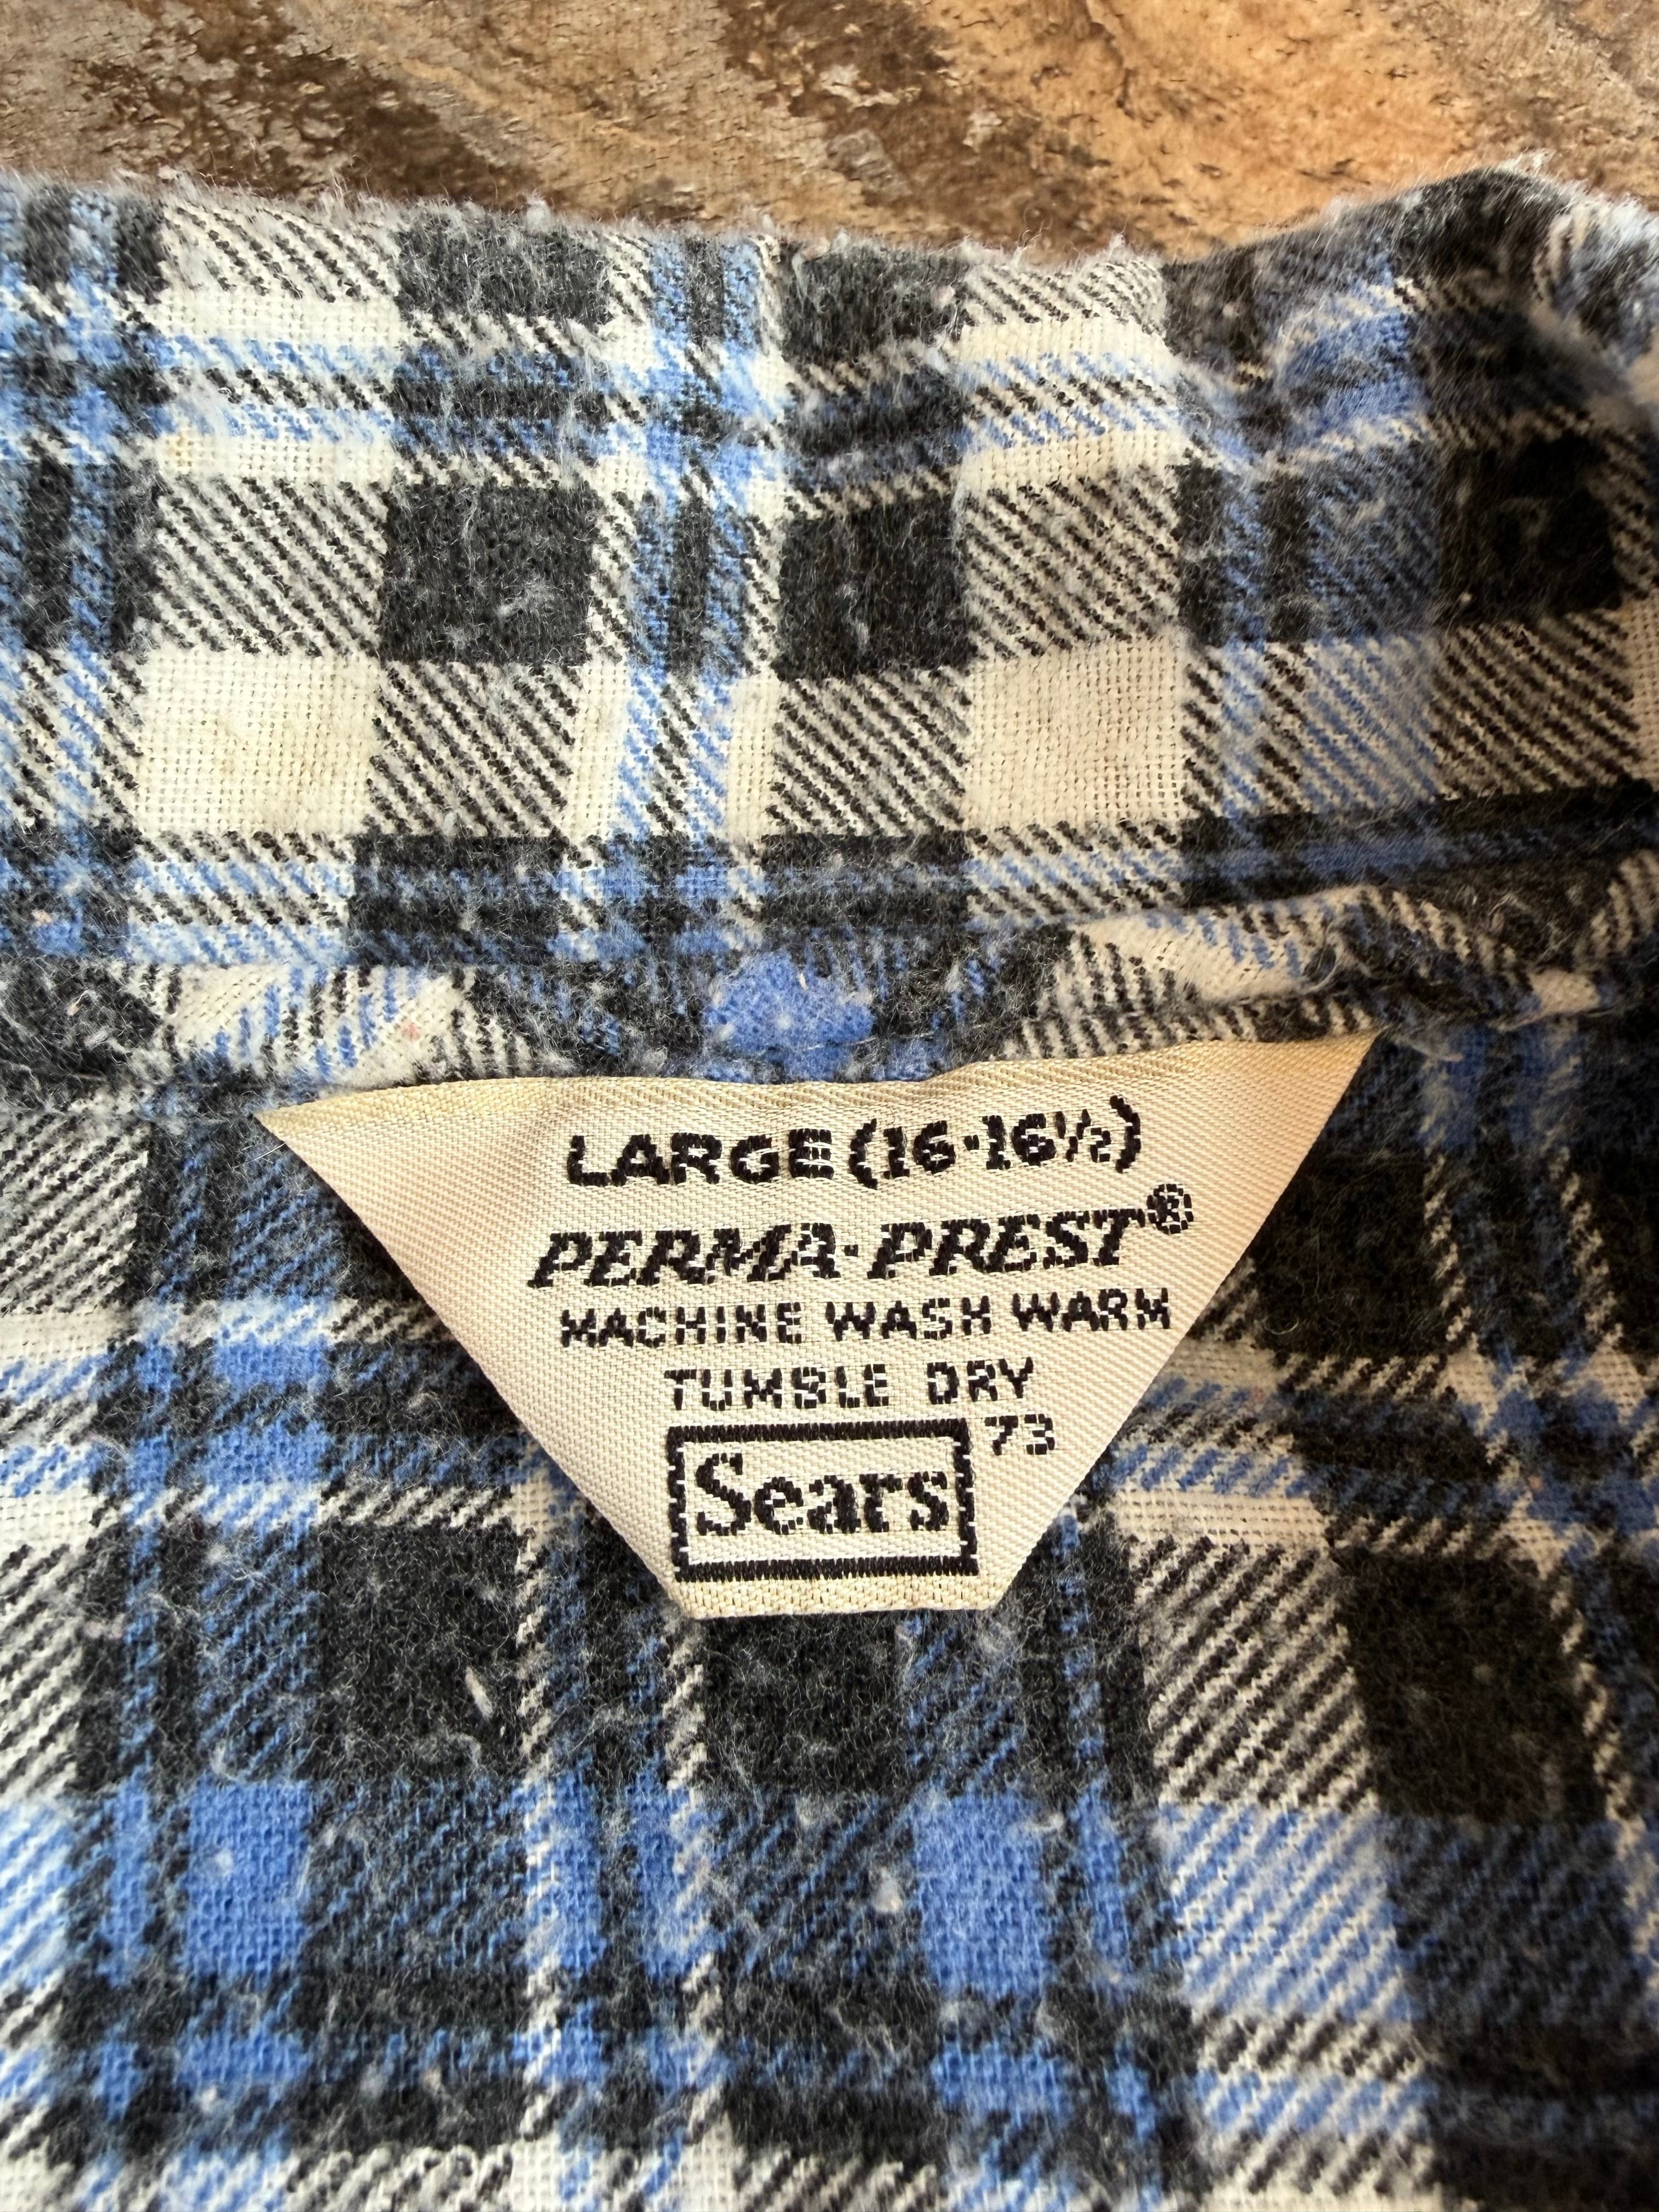 LARGE (16·16½)
PERMA·PREST®
MACHINE WASH WARM
TUMBLE DRY
73
Sears